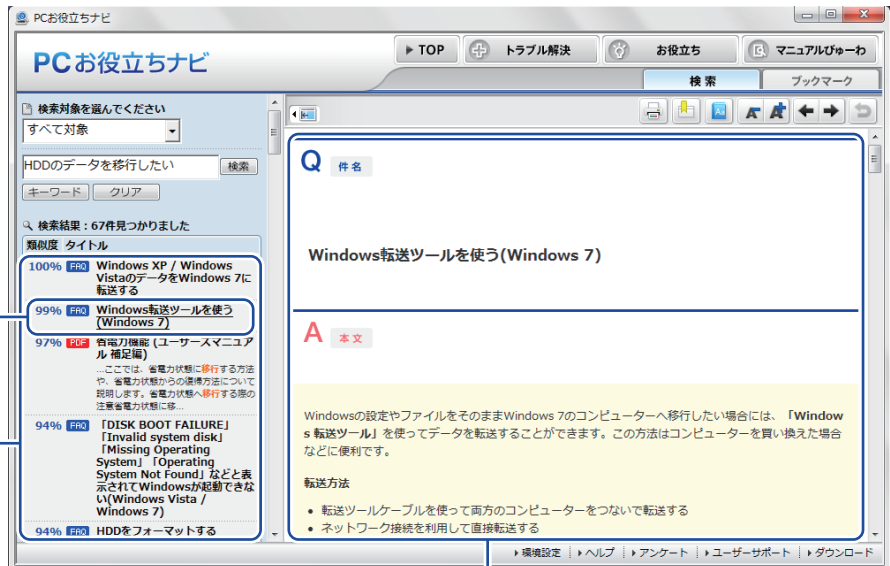 PCお役立ちナビ
PCお役立ちナビ
TOP
トラブル解決
お役立ち
マニュアルびゅーわ
検索
ブックマーク
検索対象を選んでください
すべて対象
HDDのデータを移行したい
検索
キーワード
クリア
検索結果:67件見つかりました
類似度 タイトル
100% FAQ Windows XP / Windows
VistaのデータをWindows 7に
転送する
99% FAQ Windows転送ツールを使う
(Windows 7)
97% PDF 省電力機能 (ユーザーズマニュア
ル 補足編)
...ここでは、省電力状態に移行する方法
や、省電力状態からの復帰方法について
説明します。省電力状態へ移行する際の
注意省電力状態に移...
94% FAQ 「DISK BOOT FAILURE」
「Invalid system disk」
「Missing Operating
System」「Operating
System Not Found」などと表
示されてWindowsが起動できな
い(Windows Vista /
Windows 7)
94% FAQ HDDをフォーマットする
Q 件名
Windows転送ツールを使う(Windows 7)
A 本文
Windowsの設定やファイルをそのままWindows 7のコンピューターへ移行したい場合には、「Window
s 転送ツール」を使ってデータを転送することができます。この方法はコンピューターを買い換えた場合
などに便利です。
転送方法
• 転送ツールケーブルを使って両方のコンピューターをつないで転送する
• ネットワーク接続を利用して直接転送する
環境設定 ヘルプ アンケート ユーザーサポート ダウンロード